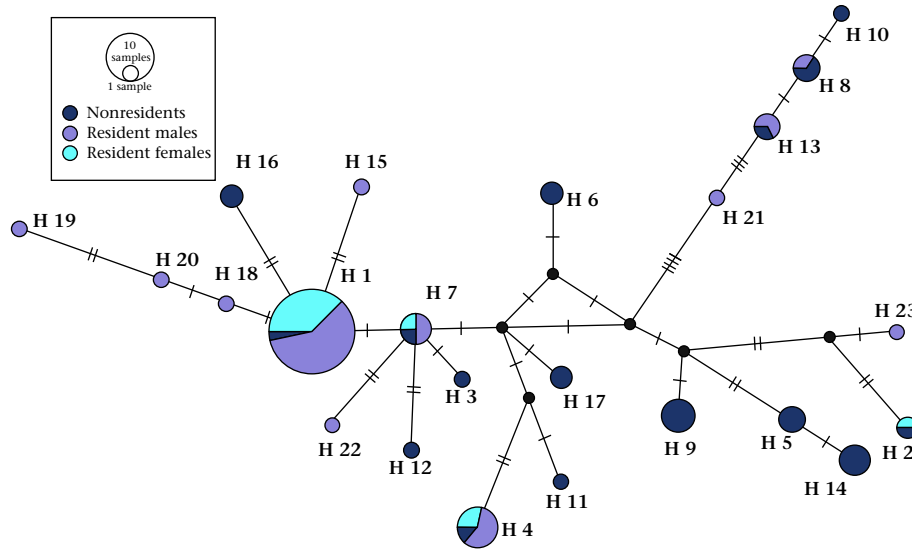 10
samples
1 sample
Nonresidents
Resident males
Resident females
H 10
H 8
H 13
H 16
H 15
H 6
H 21
H 19
H 20
H 18
H 1
H 7
H 23
H 3
H 17
H 22
H 12
H 9
H 5
H 2
H 14
H 11
H 4